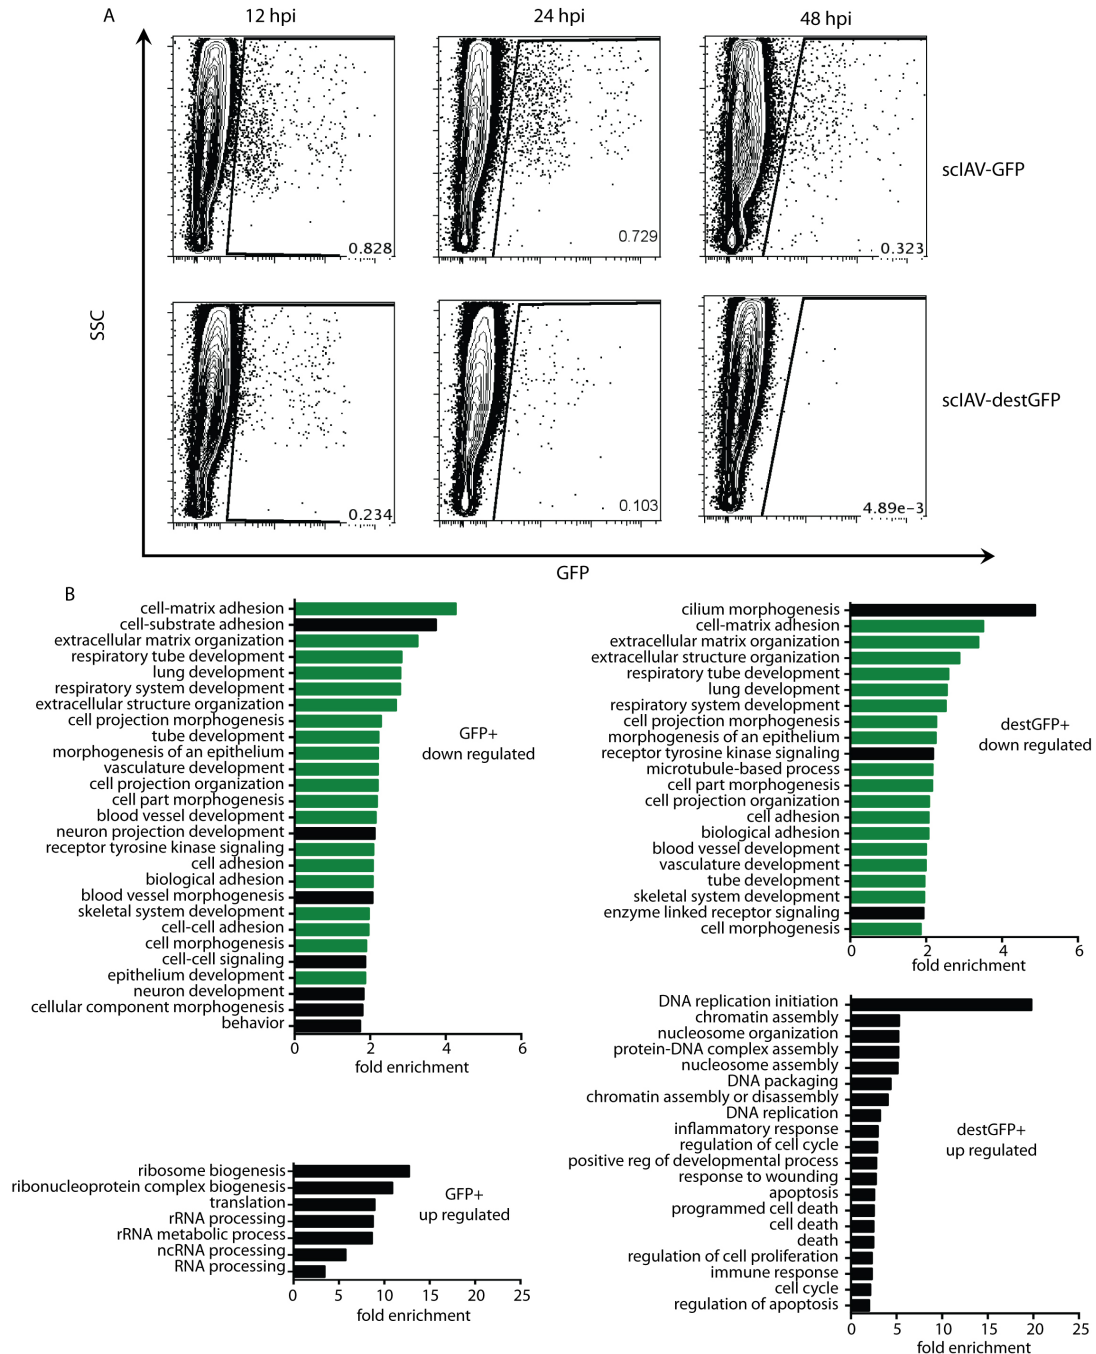 A
12 hpi
24 hpi
48 hpi
0.828
0.729
0.323
scIAV-GFP
SSC
0.234
0.103
4.89e-3
scIAV-destGFP
GFP
B
cell-matrix adhesion
cell-substrate adhesion
extracellular matrix organization
respiratory tube development
lung development
respiratory system development
extracellular structure organization
cell projection morphogenesis
tube development
morphogenesis of an epithelium
vasculature development
cell projection organization
cell part morphogenesis
blood vessel development
neuron projection development
receptor tyrosine kinase signaling
cell adhesion
biological adhesion
blood vessel morphogenesis
skeletal system development
cell-cell adhesion
cell morphogenesis
cell-cell signaling
epithelium development
neuron development
cellular component morphogenesis
behavior
GFP+
down regulated
0 2 4 6
fold enrichment
cilium morphogenesis
cell-matrix adhesion
extracellular matrix organization
extracellular structure organization
respiratory tube development
lung development
respiratory system development
cell projection morphogenesis
morphogenesis of an epithelium
receptor tyrosine kinase signaling
microtubule-based process
cell part morphogenesis
cell projection organization
cell adhesion
biological adhesion
blood vessel development
vasculature development
tube development
skeletal system development
enzyme linked receptor signaling
cell morphogenesis
destGFP+
down regulated
0 2 4 6
fold enrichment
ribosome biogenesis
ribonucleoprotein complex biogenesis
translation
rRNA processing
rRNA metabolic process
ncRNA processing
RNA processing
GFP+
up regulated
0 5 10 15 20 25
fold enrichment
DNA replication initiation
chromatin assembly
nucleosome organization
protein-DNA complex assembly
nucleosome assembly
DNA packaging
chromatin assembly or disassembly
DNA replication
inflammatory response
regulation of cell cycle
positive reg of developmental process
response to wounding
apoptosis
programmed cell death
cell death
death
regulation of cell proliferation
immune response
cell cycle
regulation of apoptosis
destGFP+
up regulated
0 5 10 15 20 25
fold enrichment